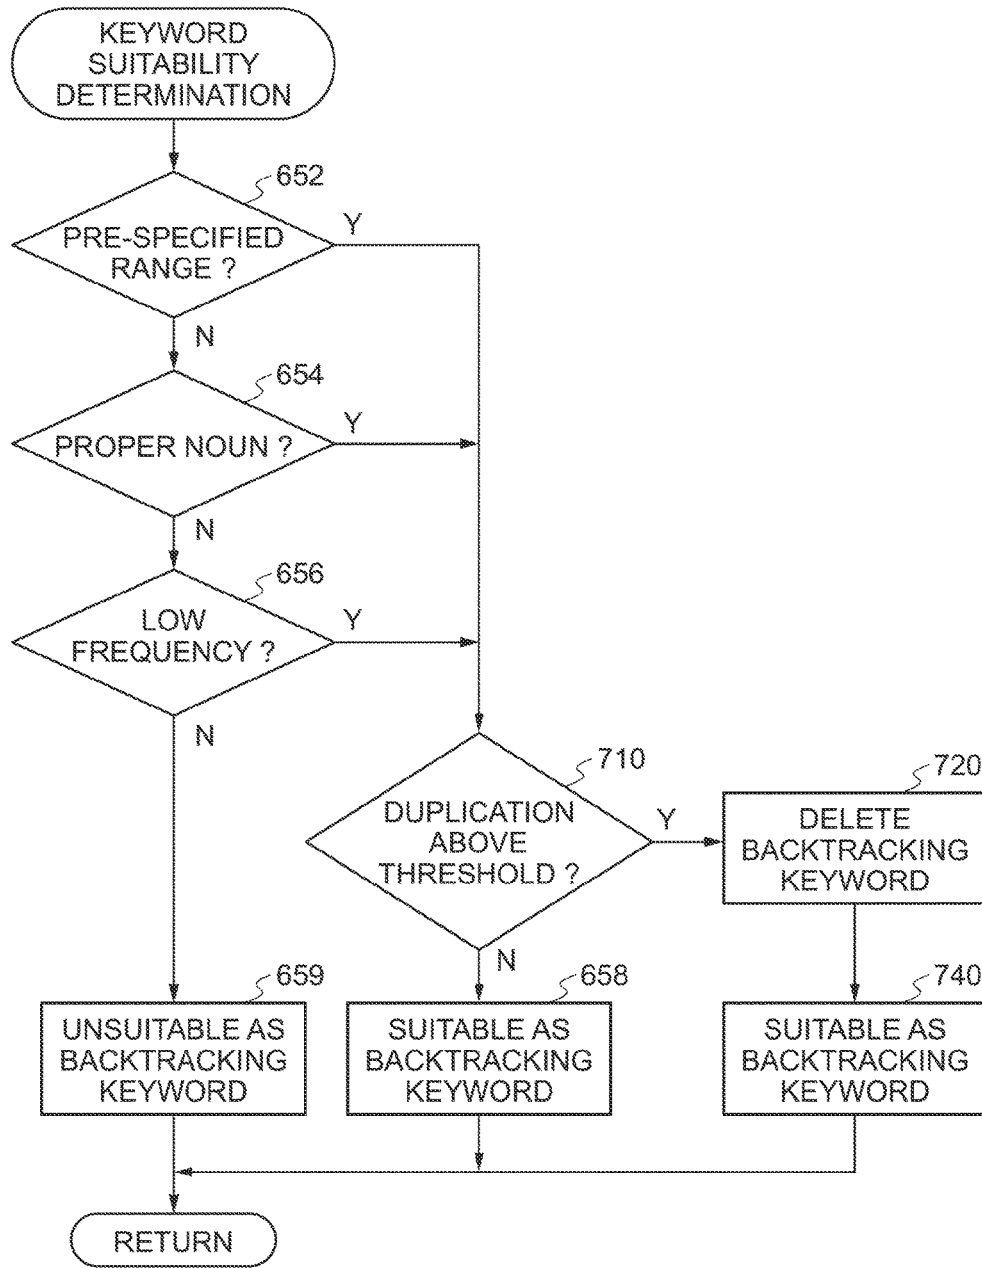 KEYWORD
SUITABILITY
DETERMINATION
652
Y
PRE-SPECIFIED
RANGE ?
N
654
Y
PROPER NOUN ?
N
656
Y
LOW
FREQUENCY ?
N
710
DUPLICATION
ABOVE
THRESHOLD ?
Y
N
720
DELETE
BACKTRACKING
KEYWORD
659
UNSUITABLE AS
BACKTRACKING
KEYWORD
658
SUITABLE AS
BACKTRACKING
KEYWORD
740
SUITABLE AS
BACKTRACKING
KEYWORD
RETURN